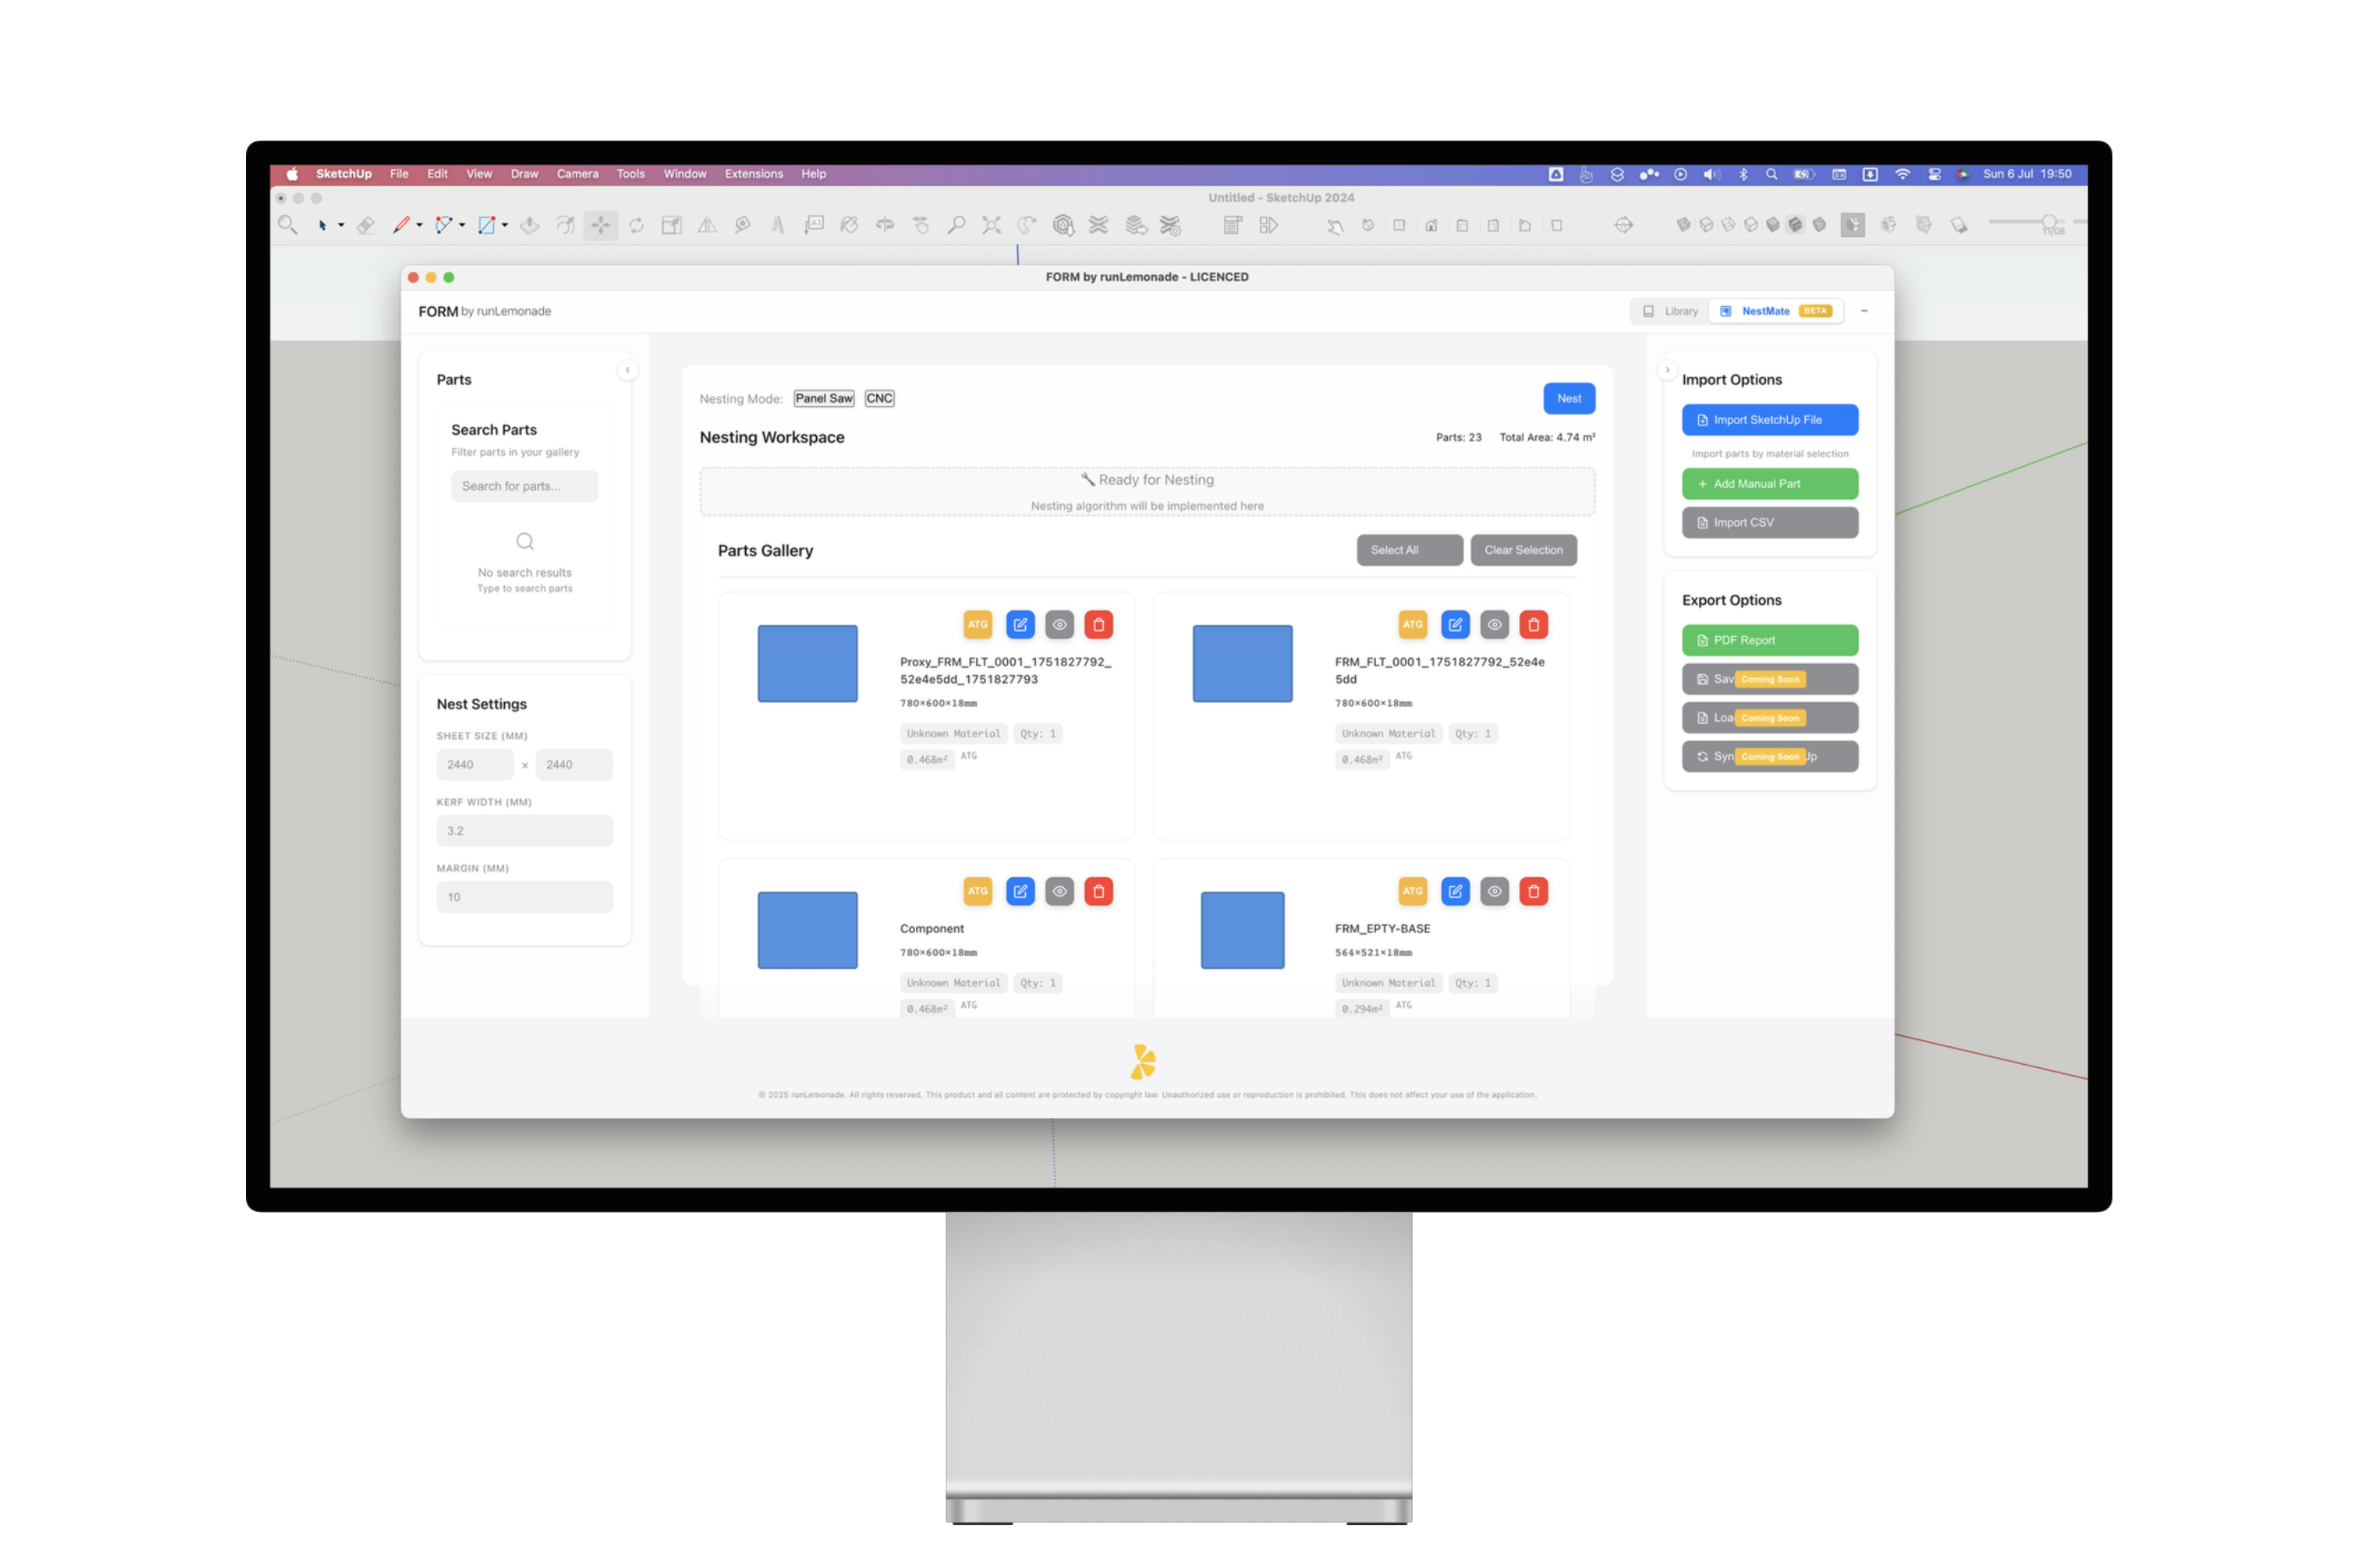 SketchUp File Edit View Draw Camera Tools Window Extensions Help Sun 6 Jul 19:50
Untitled - SketchUp 2024
A1
11/08
FORM by runLemonade - LICENCED
FORM by runLemonade
Library NestMate BETA
Parts
Search Parts
Filter parts in your gallery
Search for parts...
No search results
Type to search parts
Nest Settings
SHEET SIZE (MM)
2440 × 2440
KERF WIDTH (MM)
3.2
MARGIN (MM)
10
Nesting Mode: Panel Saw CNC Nest
Nesting Workspace Parts: 23 Total Area: 4.74 m²
Ready for Nesting
Nesting algorithm will be implemented here
Parts Gallery Select All Clear Selection
ATG
Proxy_FRM_FLT_0001_1751827792_
52e4e5dd_1751827793
780×600×18mm
Unknown Material Qty: 1
0.468m² ATG
ATG
FRM_FLT_0001_1751827792_52e4e
5dd
780×600×18mm
Unknown Material Qty: 1
0.468m² ATG
ATG
Component
780×600×18mm
Unknown Material Qty: 1
0.468m² ATG
ATG
FRM_EPTY-BASE
564×521×18mm
Unknown Material Qty: 1
0.294m² ATG
Import Options
Import SketchUp File
Import parts by material selection
+ Add Manual Part
Import CSV
Export Options
PDF Report
Sav Coming Soon
Loa Coming Soon
Syn Coming Soon Up
© 2025 runLemonade. All rights reserved. This product and all content are protected by copyright law. Unauthorized use or reproduction is prohibited. This does not affect your use of the application.